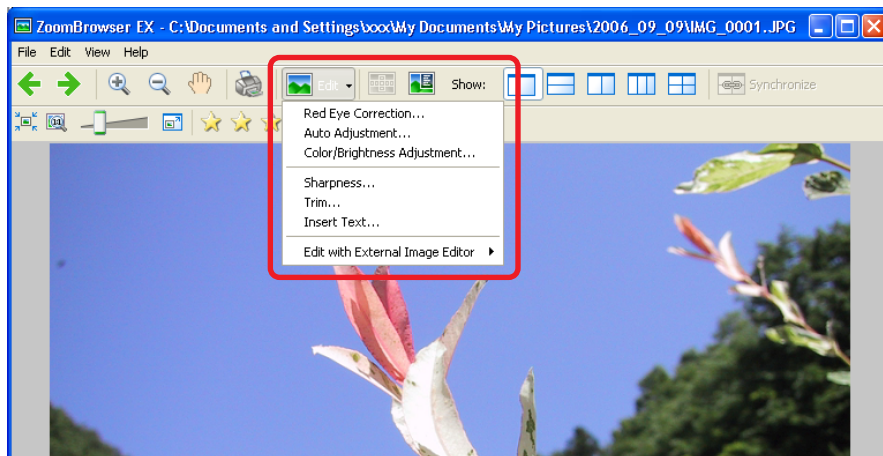 ZoomBrowser EX - C:\Documents and Settings\xxx\My Documents\My Pictures\2006_09_09\IMG_0001.JPG
File Edit View Help
Edit Show: Synchronize
Red Eye Correction...
Auto Adjustment...
Color/Brightness Adjustment...
Sharpness...
Trim...
Insert Text...
Edit with External Image Editor